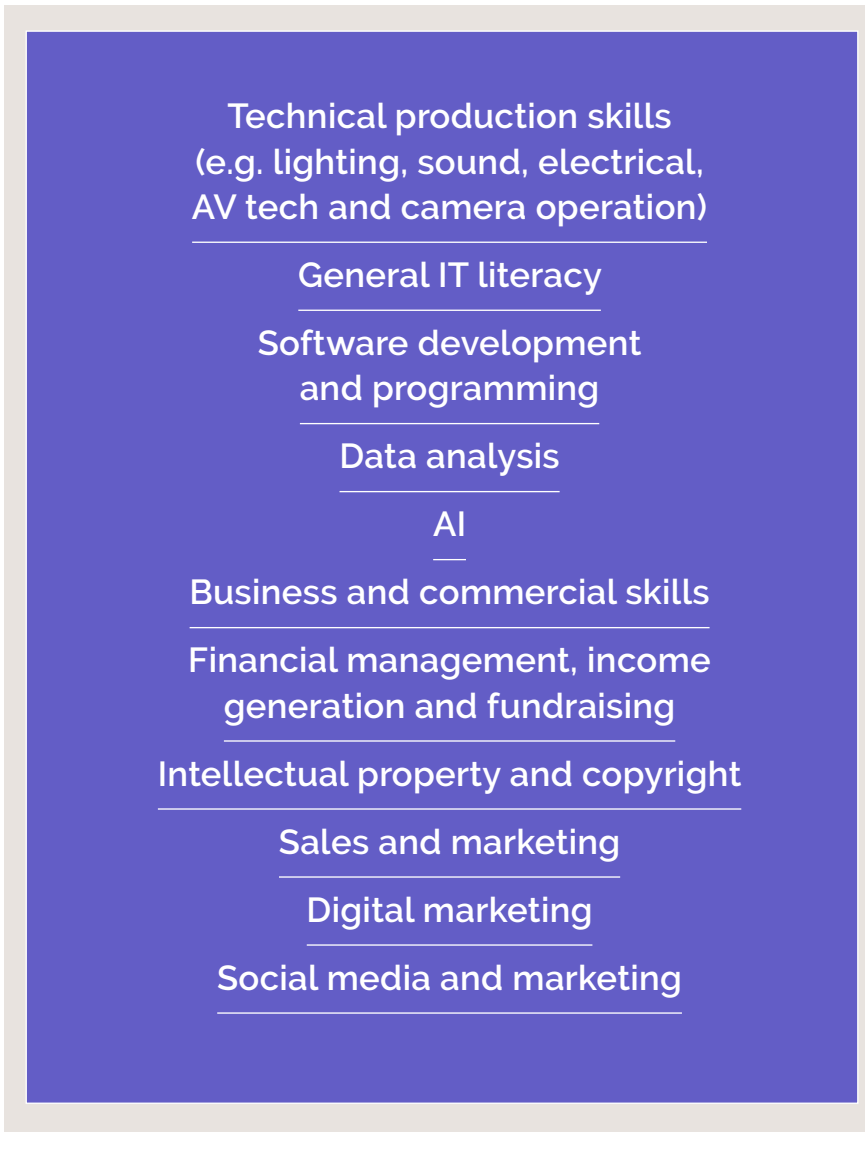 Technical production skills
(e.g. lighting, sound, electrical,
AV tech and camera operation)
General IT literacy
Software development
and programming
Data analysis
AI
Business and commercial skills
Financial management, income
generation and fundraising
Intellectual property and copyright
Sales and marketing
Digital marketing
Social media and marketing